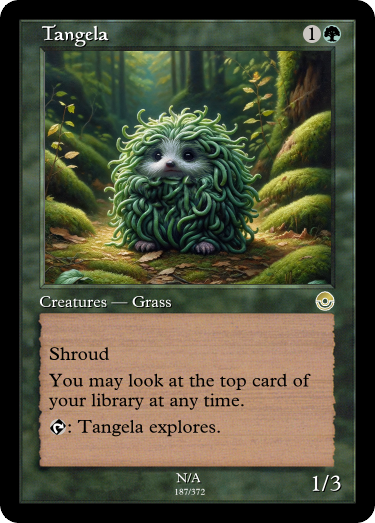 Tangela 1
Creatures — Grass
Shroud
You may look at the top card of
your library at any time.
: Tangela explores.
N/A
187/372
1/3